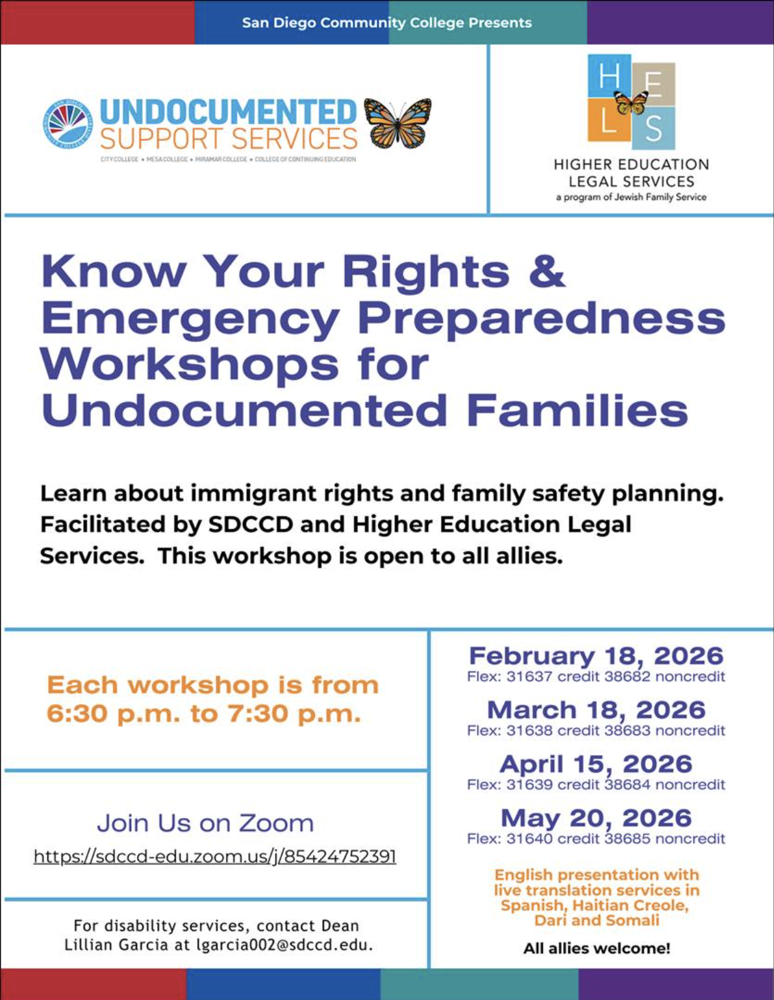 San Diego Community College Presents
UNDOCUMENTED
SUPPORT SERVICES
CITY COLLEGE • MESA COLLEGE • MIRAMAR COLLEGE • COLLEGE OF CONTINUING EDUCATION
SAN DIEGO COMMUNITY COLLEGE DISTRICT
H E
L S
HIGHER EDUCATION
LEGAL SERVICES
a program of Jewish Family Service
Know Your Rights &
Emergency Preparedness
Workshops for
Undocumented Families
Learn about immigrant rights and family safety planning.
Facilitated by SDCCD and Higher Education Legal
Services.  This workshop is open to all allies.
Each workshop is from
6:30 p.m. to 7:30 p.m.
Join Us on Zoom
https://sdccd-edu.zoom.us/j/85424752391
For disability services, contact Dean
Lillian Garcia at lgarcia002@sdccd.edu.
February 18, 2026
Flex: 31637 credit 38682 noncredit
March 18, 2026
Flex: 31638 credit 38683 noncredit
April 15, 2026
Flex: 31639 credit 38684 noncredit
May 20, 2026
Flex: 31640 credit 38685 noncredit
English presentation with
live translation services in
Spanish, Haitian Creole,
Dari and Somali
All allies welcome!